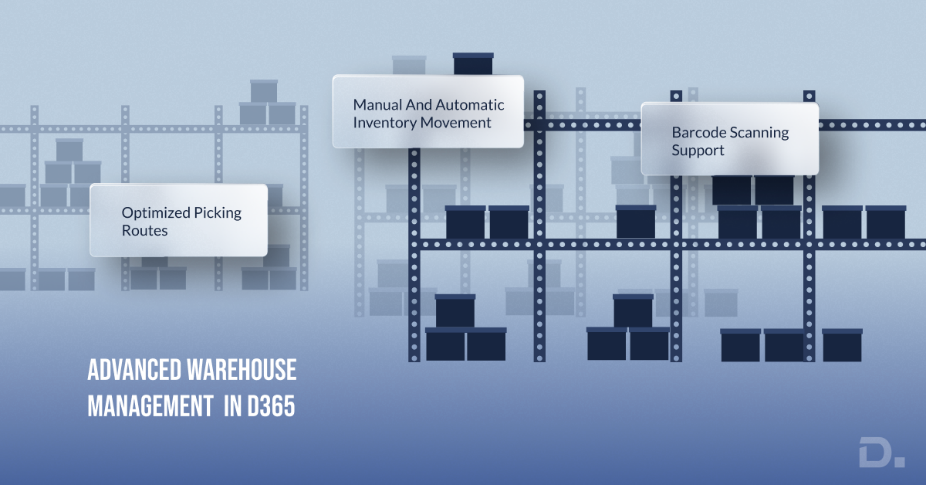 Manual And Automatic
Inventory Movement
Barcode Scanning
Support
Optimized Picking
Routes
ADVANCED WAREHOUSE
MANAGEMENT IN D365
D.